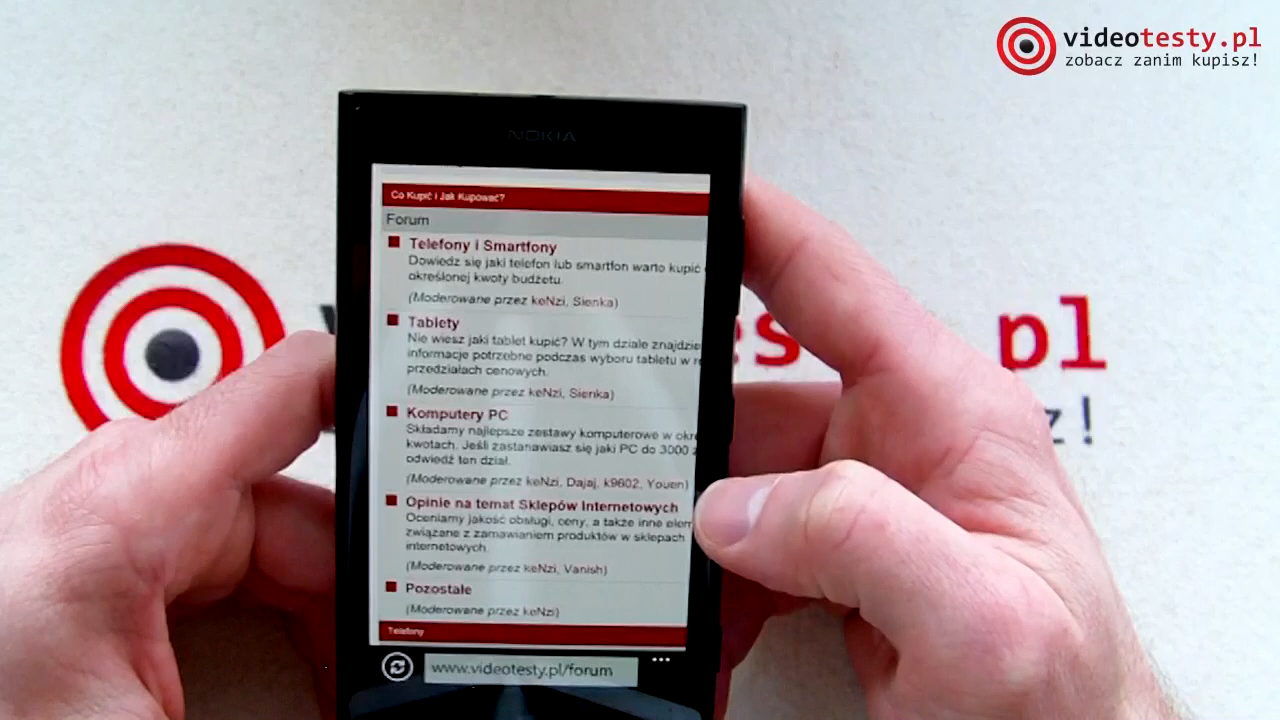 videotesty.pl
zobacz zanim kupisz!
NOKIA
Co Kupić i Jak Kupować?
Forum
Telefony i Smartfony
Dowiedz się jaki telefon lub smartfon warto kupić
określonej kwoty budżetu.
(Moderowane przez keNzi, Sienka)
Tablety
Nie wiesz jaki tablet kupić? W tym dziale znajdzie
informacje potrzebne podczas wyboru tabletu w
przedziałach cenowych.
(Moderowane przez keNzi, Sienka)
Komputery PC
Składamy najlepsze zestawy komputerowe w okre
kwotach. Jeśli zastanawiasz się jaki PC do 3000 z
odwiedź ten dział.
(Moderowane przez keNzi, Dajaj, k9602, Youen)
Opinie na temat Sklepów Internetowych
Oceniamy jakość obsługi, ceny, a także inne elem
związane z zamawianiem produktów w sklepach
internetowych.
(Moderowane przez keNzi, Vanish)
Pozostałe
(Moderowane przez keNzi)
Telefony
www.videotesty.pl/forum
es .pl
z!